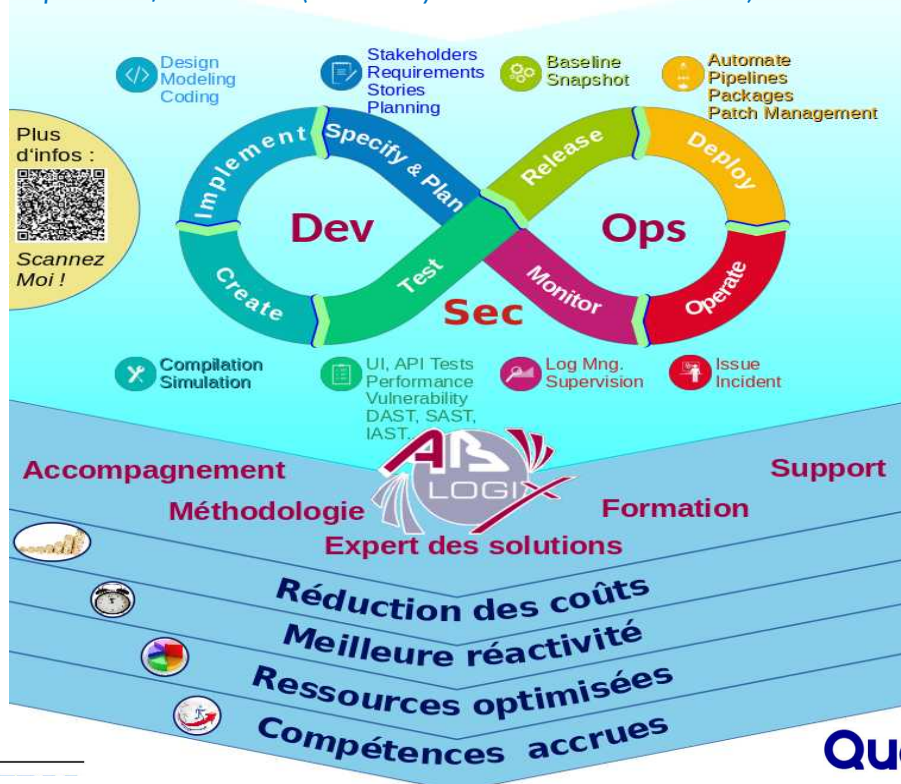 Design
Modeling
Coding
Stakeholders
Requirements
Stories
Planning
Baseline
Snapshot
Automate
Pipelines
Packages
Patch Management
Plus
d'infos :
Scannez
Moi !
Implement
Specify & Plan
Release
Deploy
Dev
Ops
Create
Test
Monitor
Operate
Sec
Compilation
Simulation
UI, API Tests
Performance
Vulnerability
DAST, SAST,
IAST..
Log Mng.
Supervision
Issue
Incident
AB
LOGIX
Accompagnement
Support
Méthodologie
Formation
Expert des solutions
Réduction des coûts
Meilleure réactivité
Ressources optimisées
Compétences accrues